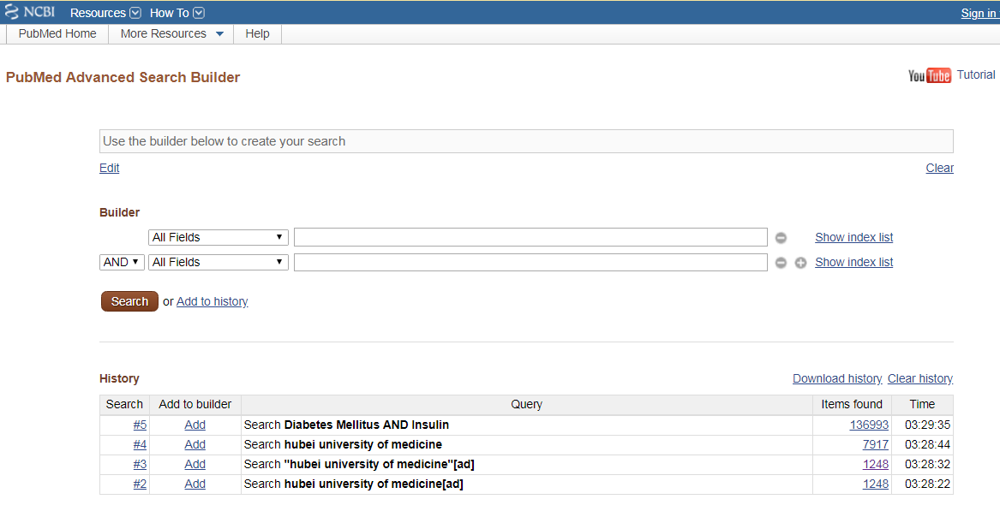 NCBI Resources How To Sign in
PubMed Home More Resources Help
PubMed Advanced Search Builder
YouTube Tutorial
Use the builder below to create your search
Edit Clear
Builder
All Fields Show index list
AND All Fields Show index list
Search or Add to history
History Download history Clear history
Search Add to builder Query Items found Time
#5 Add Search Diabetes Mellitus AND Insulin 136993 03:29:35
#4 Add Search hubei university of medicine 7917 03:28:44
#3 Add Search "hubei university of medicine"[ad] 1248 03:28:32
#2 Add Search hubei university of medicine[ad] 1248 03:28:22